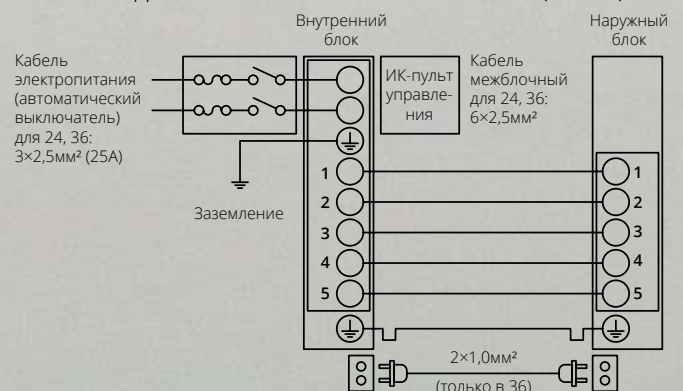 Внутренний
блок
Наружный
блок
Кабель
электропитания
(автоматический
выключатель)
для 24, 36:
3×2,5мм² (25А)
ИК-пульт
управле-
ния
Кабель
межблочный
для 24, 36:
6×2,5мм²
Заземление
1
2
3
4
5
1
2
3
4
5
2×1,0мм²
(только в 36)